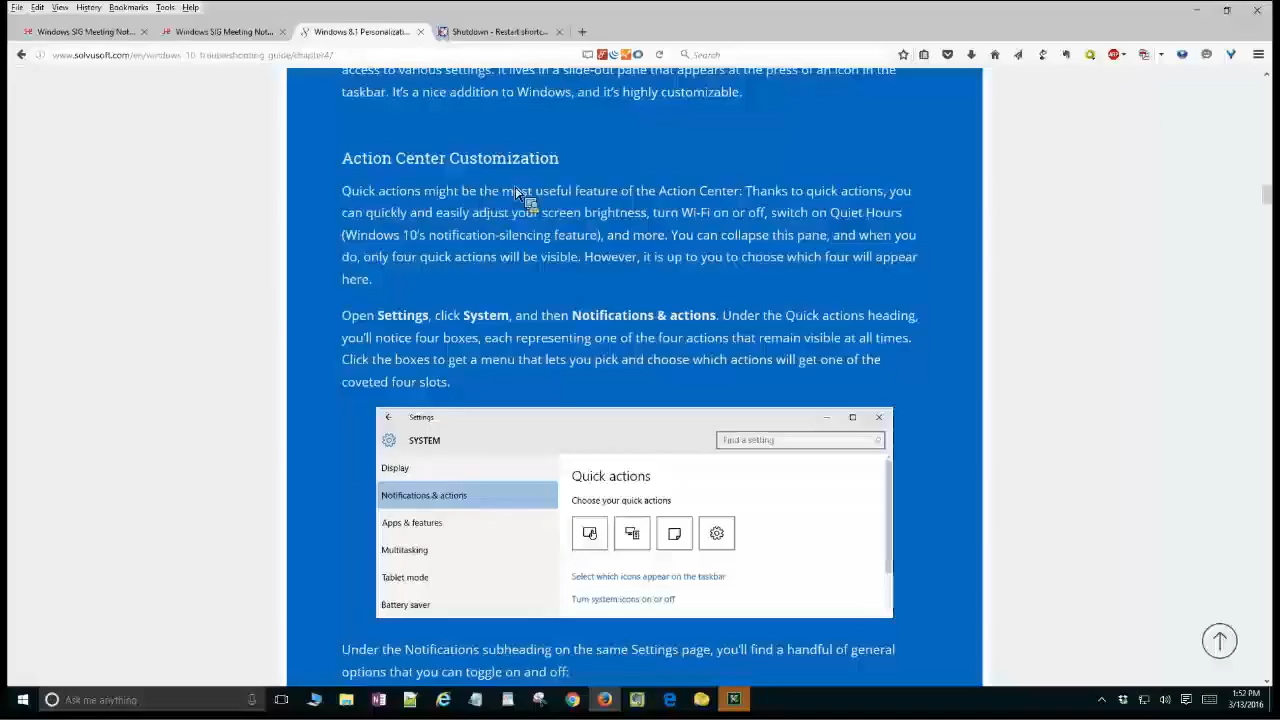 File Edit View History Bookmarks Tools Help
Windows SIG Meeting Not... Windows SIG Meeting Not... Windows 8.1 Personalizati... Shutdown - Restart shortc...
www.solvusoft.com/en/windows_10_troubleshooting_guide/chapter4/ Search
access to various settings. It lives in a slide-out pane that appears at the press of an icon in the
taskbar. It's a nice addition to Windows, and it's highly customizable.
Action Center Customization
Quick actions might be the most useful feature of the Action Center: Thanks to quick actions, you
can quickly and easily adjust your screen brightness, turn Wi-Fi on or off, switch on Quiet Hours
(Windows 10's notification-silencing feature), and more. You can collapse this pane, and when you
do, only four quick actions will be visible. However, it is up to you to choose which four will appear
here.
Open Settings, click System, and then Notifications & actions. Under the Quick actions heading,
you'll notice four boxes, each representing one of the four actions that remain visible at all times.
Click the boxes to get a menu that lets you pick and choose which actions will get one of the
coveted four slots.
Settings
SYSTEM
Find a setting
Display
Notifications & actions
Apps & features
Multitasking
Tablet mode
Battery saver
Quick actions
Choose your quick actions
Select which icons appear on the taskbar
Turn system icons on or off
Under the Notifications subheading on the same Settings page, you'll find a handful of general
options that you can toggle on and off:
Ask me anything
1:52 PM
3/13/2016